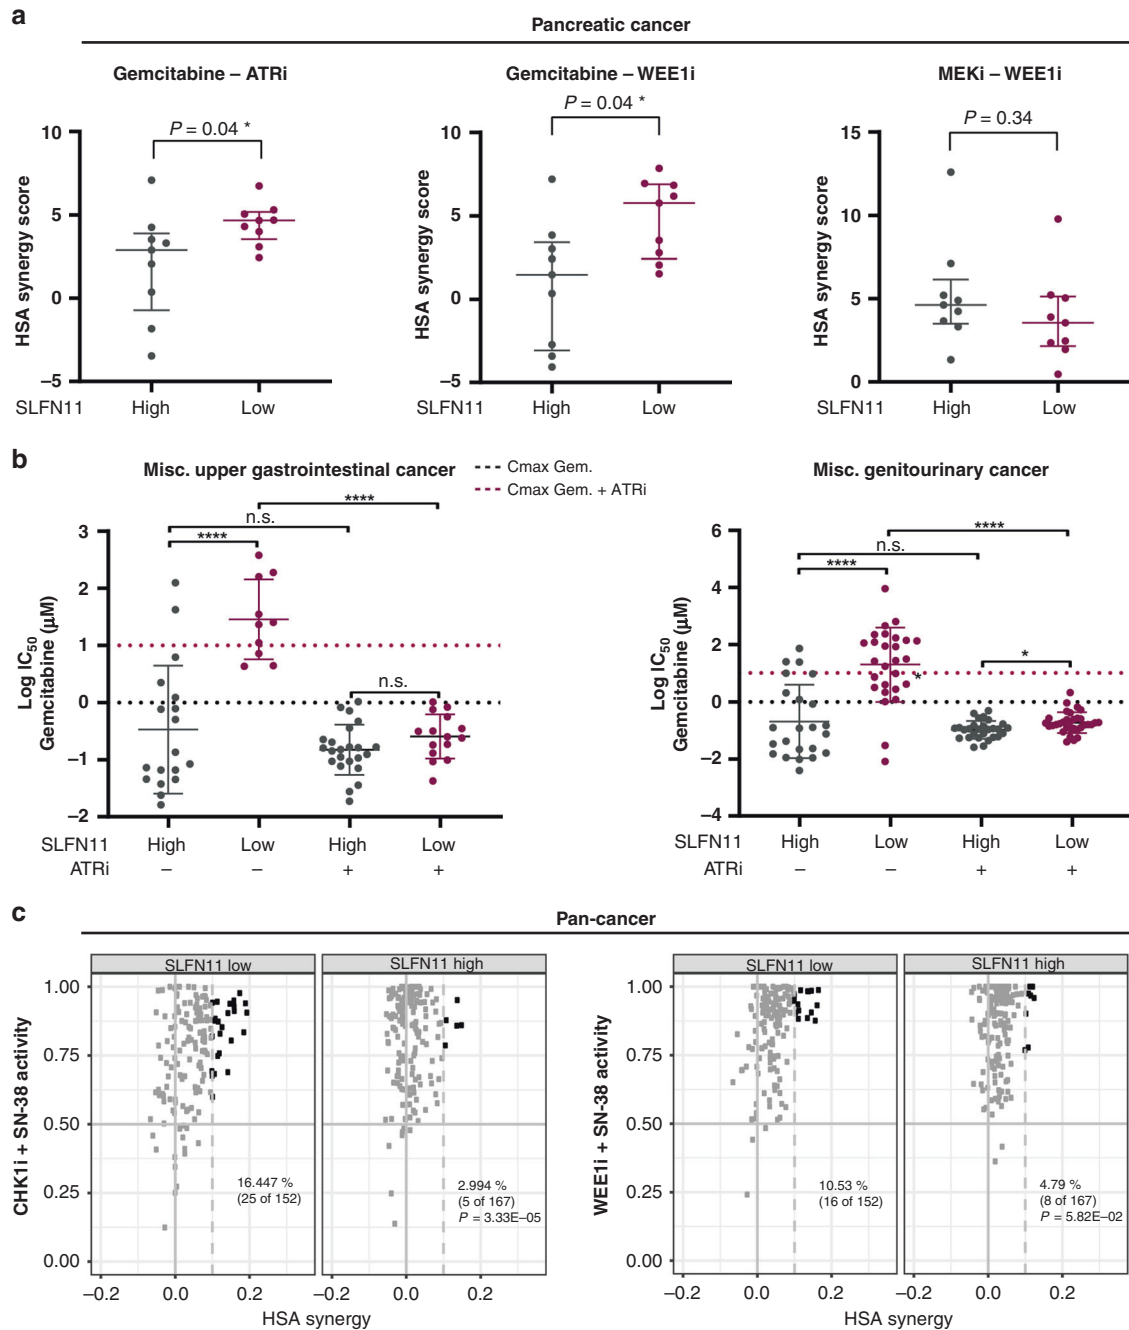 a
Pancreatic cancer
Gemcitabine – ATRi
P = 0.04 *
HSA synergy score
10
5
0
–5
SLFN11 High Low
Gemcitabine – WEE1i
P = 0.04 *
HSA synergy score
10
5
0
–5
SLFN11 High Low
MEKi – WEE1i
P = 0.34
HSA synergy score
15
10
5
0
SLFN11 High Low
b
Misc. upper gastrointestinal cancer
Cmax Gem.
Cmax Gem. + ATRi
****
n.s.
****
n.s.
Log IC50
Gemcitabine (µM)
3
2
1
0
–1
–2
SLFN11 High Low High Low
ATRi – – + +
Misc. genitourinary cancer
****
n.s.
****
*
*
Log IC50
Gemcitabine (µM)
6
4
2
0
–2
–4
SLFN11 High Low High Low
ATRi – – + +
c
Pan-cancer
SLFN11 low SLFN11 high
CHK1i + SN-38 activity
1.00
0.75
0.50
0.25
0.00
16.447 %
(25 of 152)
2.994 %
(5 of 167)
P = 3.33E–05
–0.2 0.0 0.2 0.0 0.2
HSA synergy
SLFN11 low SLFN11 high
WEE1i + SN-38 activity
1.00
0.75
0.50
0.25
0.00
10.53 %
(16 of 152)
4.79 %
(8 of 167)
P = 5.82E–02
–0.2 0.0 0.2 0.0 0.2
HSA synergy